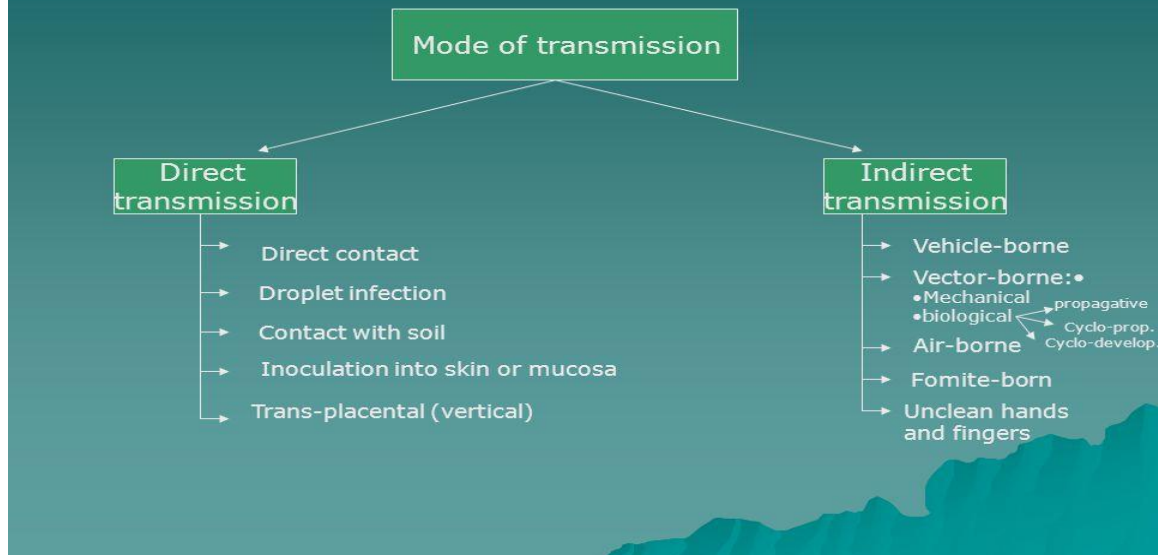 Mode of transmission
Direct
transmission
Direct contact
Droplet infection
Contact with soil
Inoculation into skin or mucosa
Trans-placental (vertical)
Indirect
transmission
Vehicle-borne
Vector-borne:•
•Mechanical
•biological
propagative
Cyclo-prop.
Cyclo-develop.
Air-borne
Fomite-born
Unclean hands
and fingers